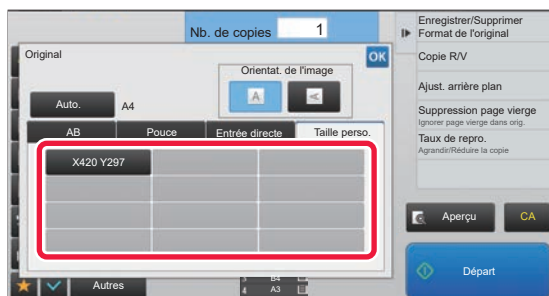 Nb. de copies 1
Original
OK
Orientat. de l'image
A
A
Auto.
A4
AB
Pouce
Entrée directe
Taille perso.
X420 Y297
Autres
B4
4 A3
Enregistrer/Supprimer
Format de l'original
Copie R/V
Ajust. arrière plan
Suppression page vierge
Ignorer page vierge dans orig.
Taux de repro.
Agrandir/Réduire la copie
Aperçu
CA
Départ